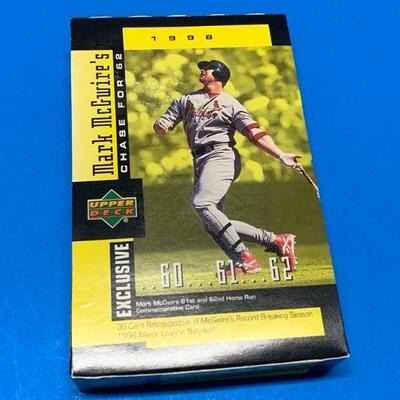 1998
Mark McGwire's
CHASE FOR 62
UPPER
DECK
EXCLUSIVE
Cardinals
..60...61...62
Mark McGwire 61st and 62nd Home Run
Commemorative Card
30 Card Retrospective of McGwire's Record Breaking Season
1998 Major League Baseball